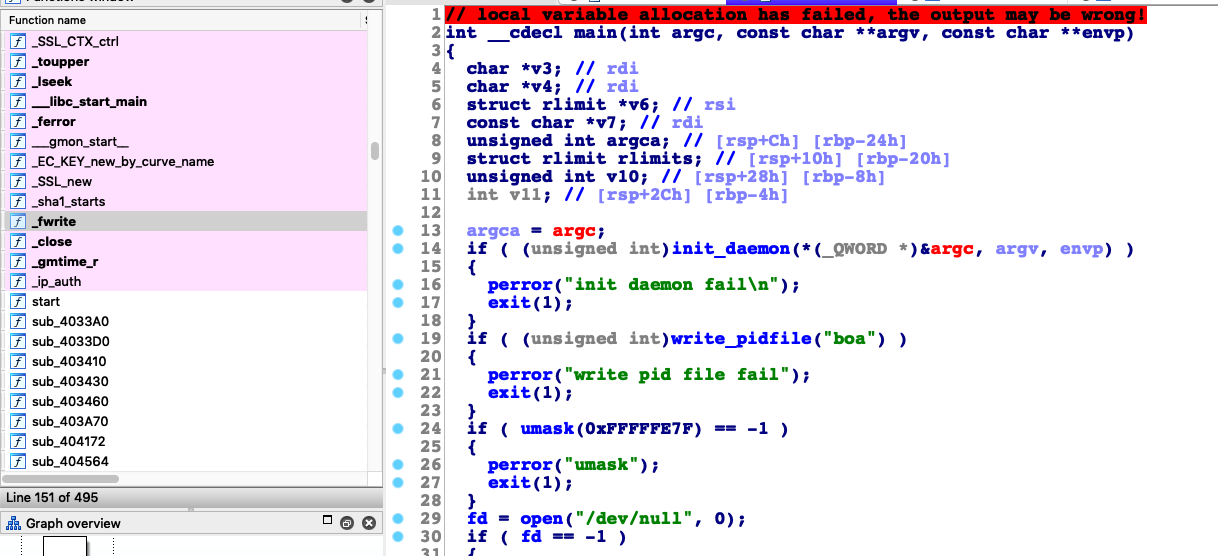 Function name
f _SSL_CTX_ctrl
f _toupper
f _lseek
f ___libc_start_main
f _ferror
f __gmon_start__
f _EC_KEY_new_by_curve_name
f _SSL_new
f _sha1_starts
f _fwrite
f _close
f _gmtime_r
f _ip_auth
f start
f sub_4033A0
f sub_4033D0
f sub_403410
f sub_403430
f sub_403460
f sub_403A70
f sub_404172
f sub_404564
Line 151 of 495
Graph overview
1 // local variable allocation has failed, the output may be wrong!
2 int __cdecl main(int argc, const char **argv, const char **envp)
3 {
4 char *v3; // rdi
5 char *v4; // rdi
6 struct rlimit *v6; // rsi
7 const char *v7; // rdi
8 unsigned int argca; // [rsp+Ch] [rbp-24h]
9 struct rlimit rlimits; // [rsp+10h] [rbp-20h]
10 unsigned int v10; // [rsp+28h] [rbp-8h]
11 int v11; // [rsp+2Ch] [rbp-4h]
12
13 argca = argc;
14 if ( (unsigned int)init_daemon(*(_QWORD *)&argc, argv, envp) )
15 {
16 perror("init daemon fail\n");
17 exit(1);
18 }
19 if ( (unsigned int)write_pidfile("boa") )
20 {
21 perror("write pid file fail");
22 exit(1);
23 }
24 if ( umask(0xFFFFFE7F) == -1 )
25 {
26 perror("umask");
27 exit(1);
28 }
29 fd = open("/dev/null", 0);
30 if ( fd == -1 )
31 {